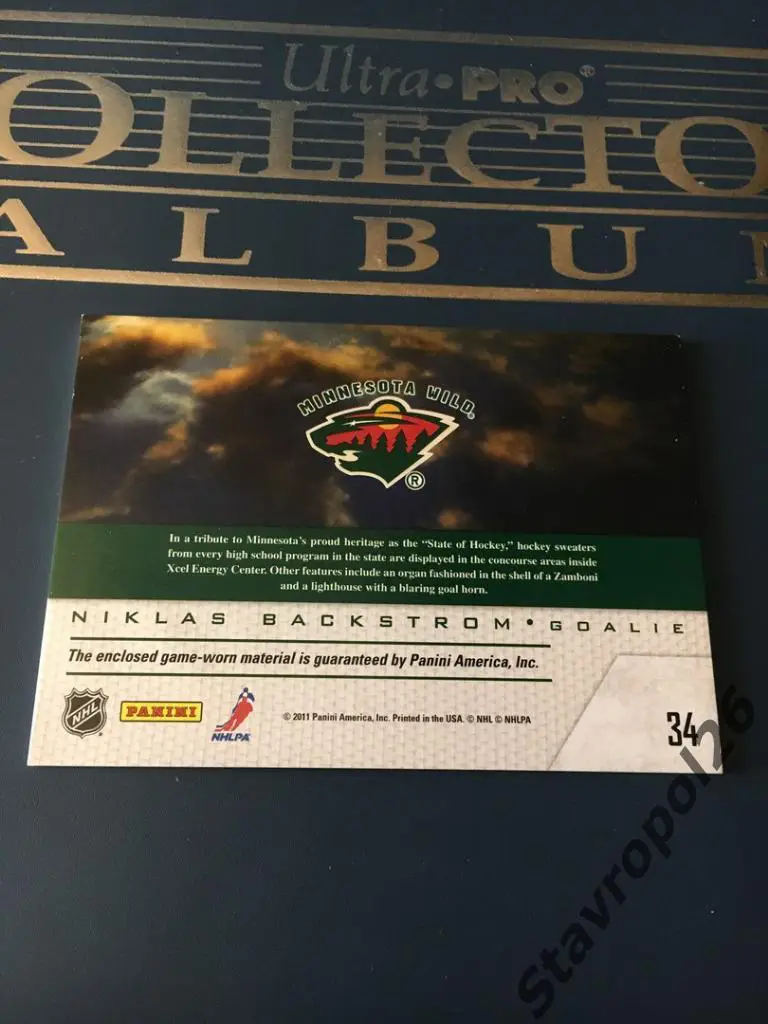 Ultra·PRO®
OLLECTO
ALBU
MINNESOTA WILD®
®
In a tribute to Minnesota's proud heritage as the "State of Hockey," hockey sweaters
from every high school program in the state are displayed in the concourse areas inside
Xcel Energy Center. Other features include an organ fashioned in the shell of a Zamboni
and a lighthouse with a blaring goal horn.
NIKLAS BACKSTROM • GOALIE
The enclosed game-worn material is guaranteed by Panini America, Inc.
NHL
PANINI
NHLPA
© 2011 Panini America, Inc. Printed in the USA. © NHL © NHLPA
34
Stavropol26